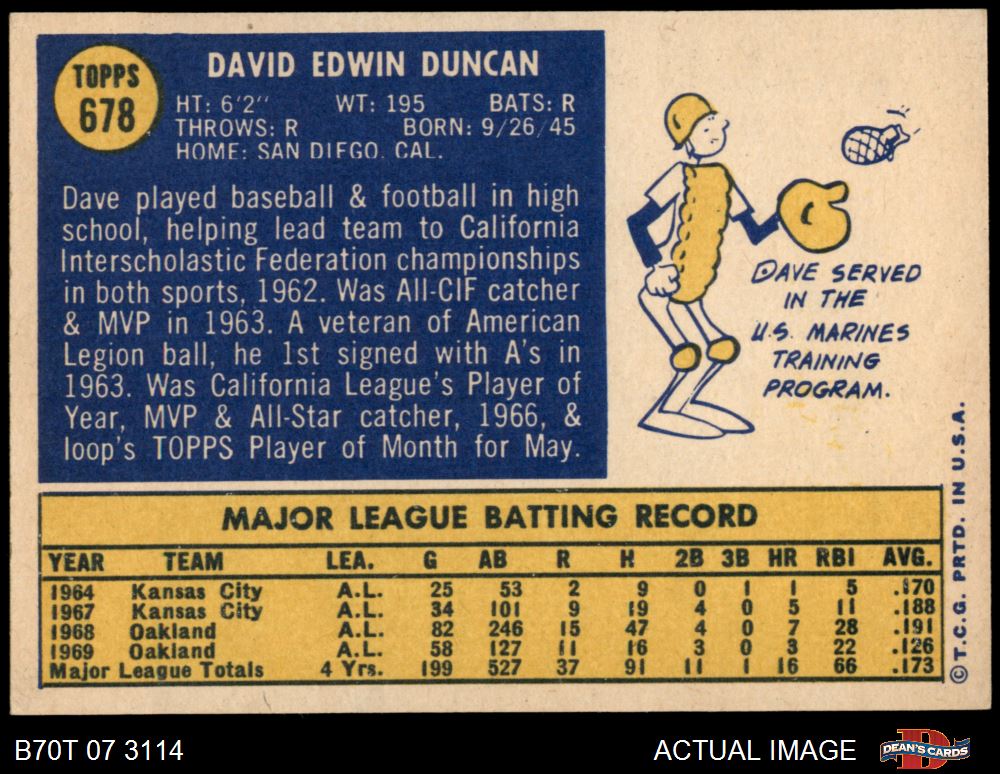 TOPPS
678
DAVID EDWIN DUNCAN
HT: 6'2" WT: 195 BATS: R
THROWS: R BORN: 9/26/45
HOME: SAN DIEGO, CAL.
Dave played baseball & football in high
school, helping lead team to California
Interscholastic Federation championships
in both sports, 1962. Was All-CIF catcher
& MVP in 1963. A veteran of American
Legion ball, he 1st signed with A's in
1963. Was California League's Player of
Year, MVP & All-Star catcher, 1966, &
loop's TOPPS Player of Month for May.
DAVE SERVED
IN THE
U.S. MARINES
TRAINING
PROGRAM.
MAJOR LEAGUE BATTING RECORD
YEAR TEAM LEA. G AB R H 2B 3B HR RBI AVG.
1964 Kansas City A.L. 25 53 2 9 0 1 1 5 .170
1967 Kansas City A.L. 34 101 9 19 4 0 5 11 .188
1968 Oakland A.L. 82 246 15 47 4 0 7 28 .191
1969 Oakland A.L. 58 127 11 16 3 0 3 22 .126
Major League Totals 4 Yrs. 199 527 37 91 11 1 16 66 .173
© T.C.G. PRTD. IN U.S.A.
B70T 07 3114
ACTUAL IMAGE
DEAN'S CARDS